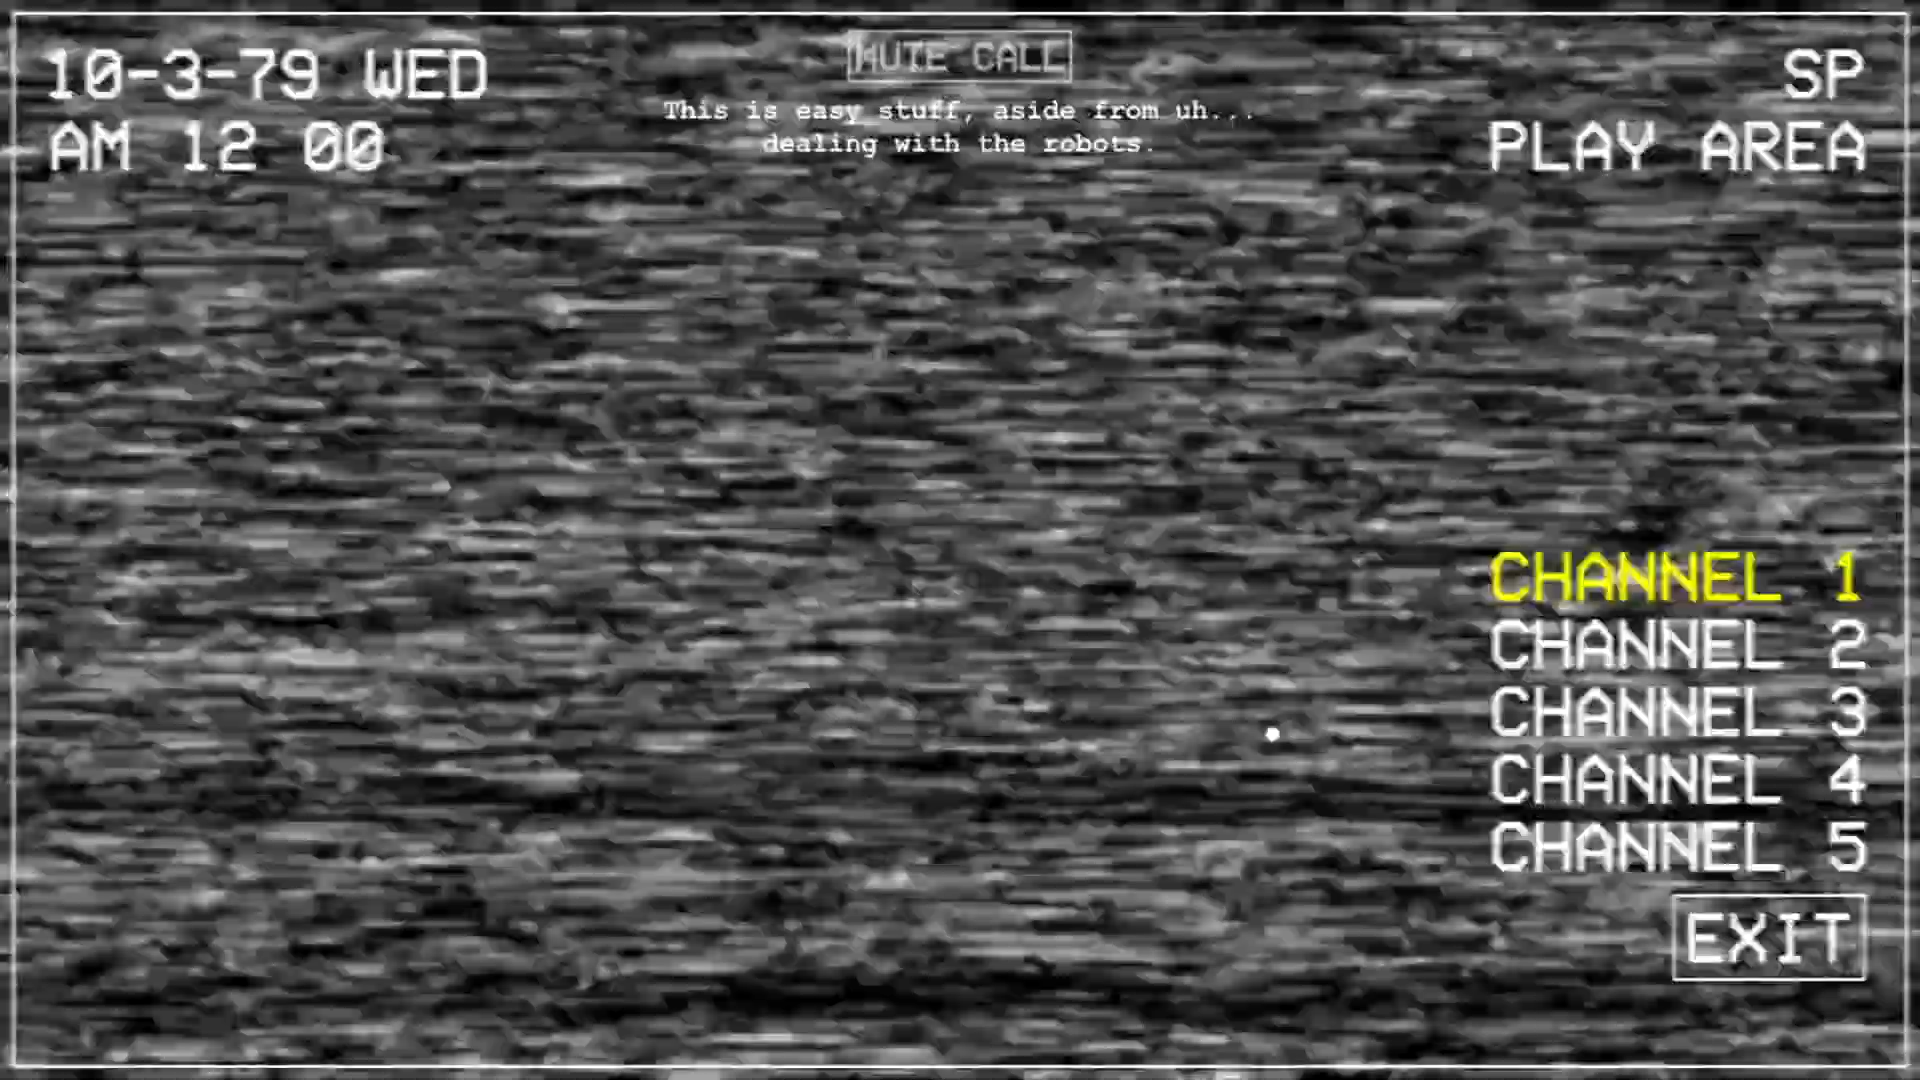 10-3-79 WED
AM 12 00
MUTE CALL
This is easy stuff, aside from uh...
dealing with the robots.
SP
PLAY AREA
CHANNEL 1
CHANNEL 2
CHANNEL 3
CHANNEL 4
CHANNEL 5
EXIT